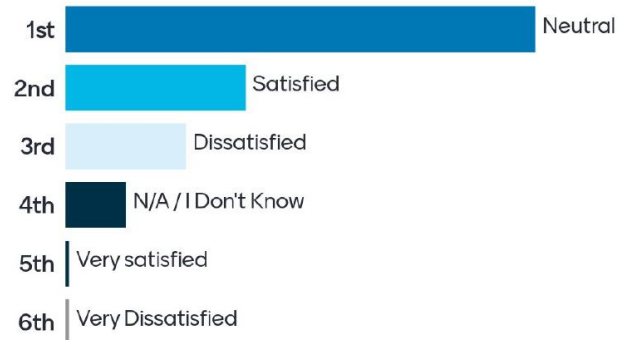 1st Neutral
2nd Satisfied
3rd Dissatisfied
4th N/A / I Don't Know
5th Very satisfied
6th Very Dissatisfied